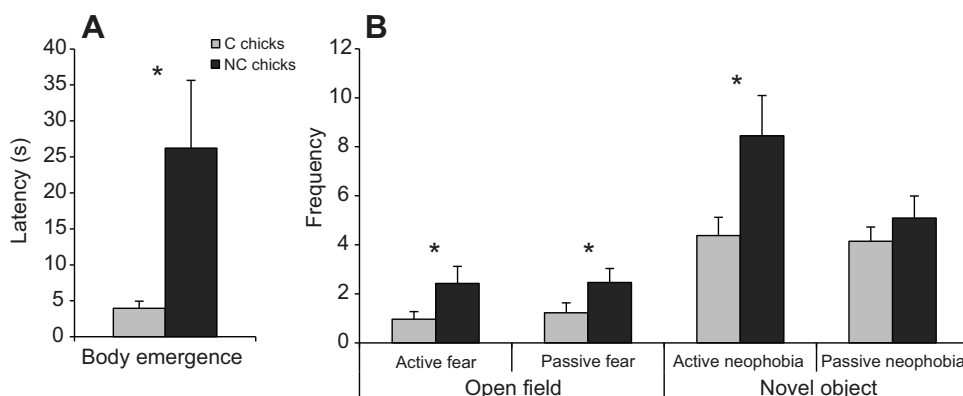 A
Latency (s)
40
35
30
25
20
15
10
5
0
*
C chicks
NC chicks
Body emergence
B
Frequency
12
10
8
6
4
2
0
*
*
*
Active fear
Passive fear
Active neophobia
Passive neophobia
Open field
Novel object